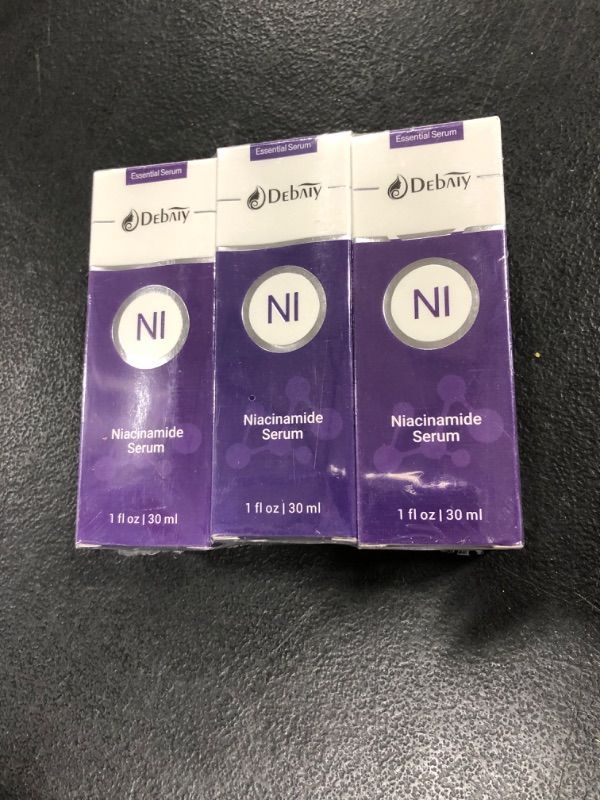 Essential Serum
DEBAIY
NI
Niacinamide
Serum
1 fl oz | 30 ml
Essential Serum
DEBAIY
NI
Niacinamide
Serum
1 fl oz | 30 ml
Essential Serum
DEBAIY
NI
Niacinamide
Serum
1 fl oz | 30 ml